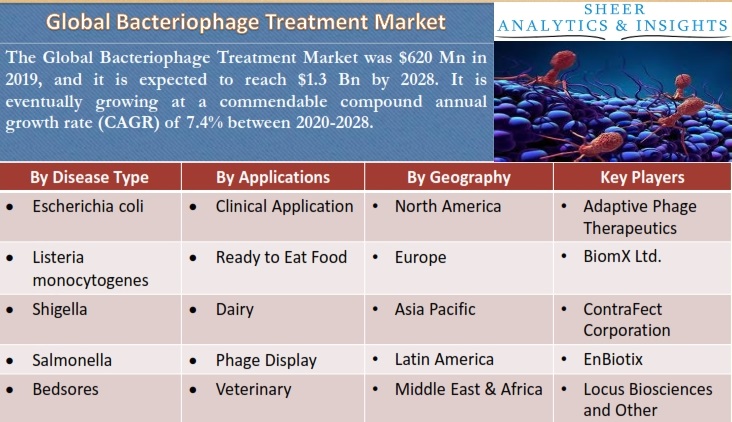 Global Bacteriophage Treatment Market
SHEER
ANALYTICS & INSIGHTS
The Global Bacteriophage Treatment Market was $620 Mn in
2019, and it is expected to reach $1.3 Bn by 2028. It is
eventually growing at a commendable compound annual
growth rate (CAGR) of 7.4% between 2020-2028.
By Disease Type
By Applications
By Geography
Key Players
• Escherichia coli
• Clinical Application
• North America
• Adaptive Phage
Therapeutics
• Listeria
monocytogenes
• Ready to Eat Food
• Europe
• BiomX Ltd.
• Shigella
• Dairy
• Asia Pacific
• ContraFect
Corporation
• Salmonella
• Phage Display
• Latin America
• EnBiotix
• Bedsores
• Veterinary
• Middle East & Africa
• Locus Biosciences
and Other